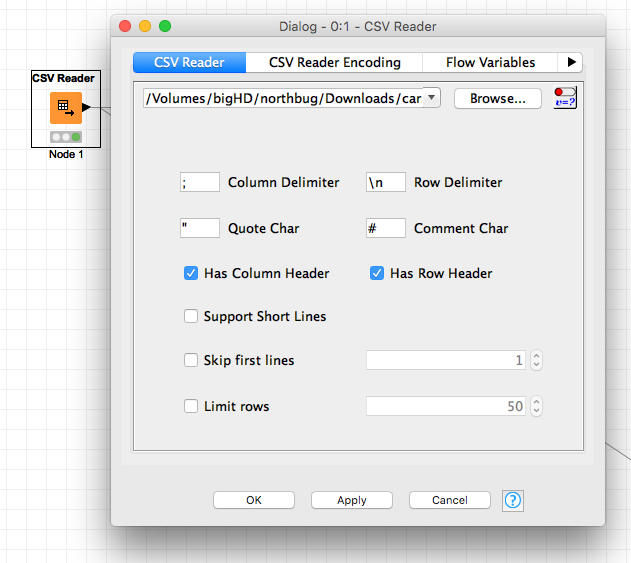 Dialog - 0:1 - CSV Reader
CSV Reader
Node 1
CSV Reader CSV Reader Encoding Flow Variables
/Volumes/bigHD/northbug/Downloads/car Browse... v=?
; Column Delimiter \n Row Delimiter
" Quote Char # Comment Char
Has Column Header Has Row Header
Support Short Lines
Skip first lines 1
Limit rows 50
OK Apply Cancel ?